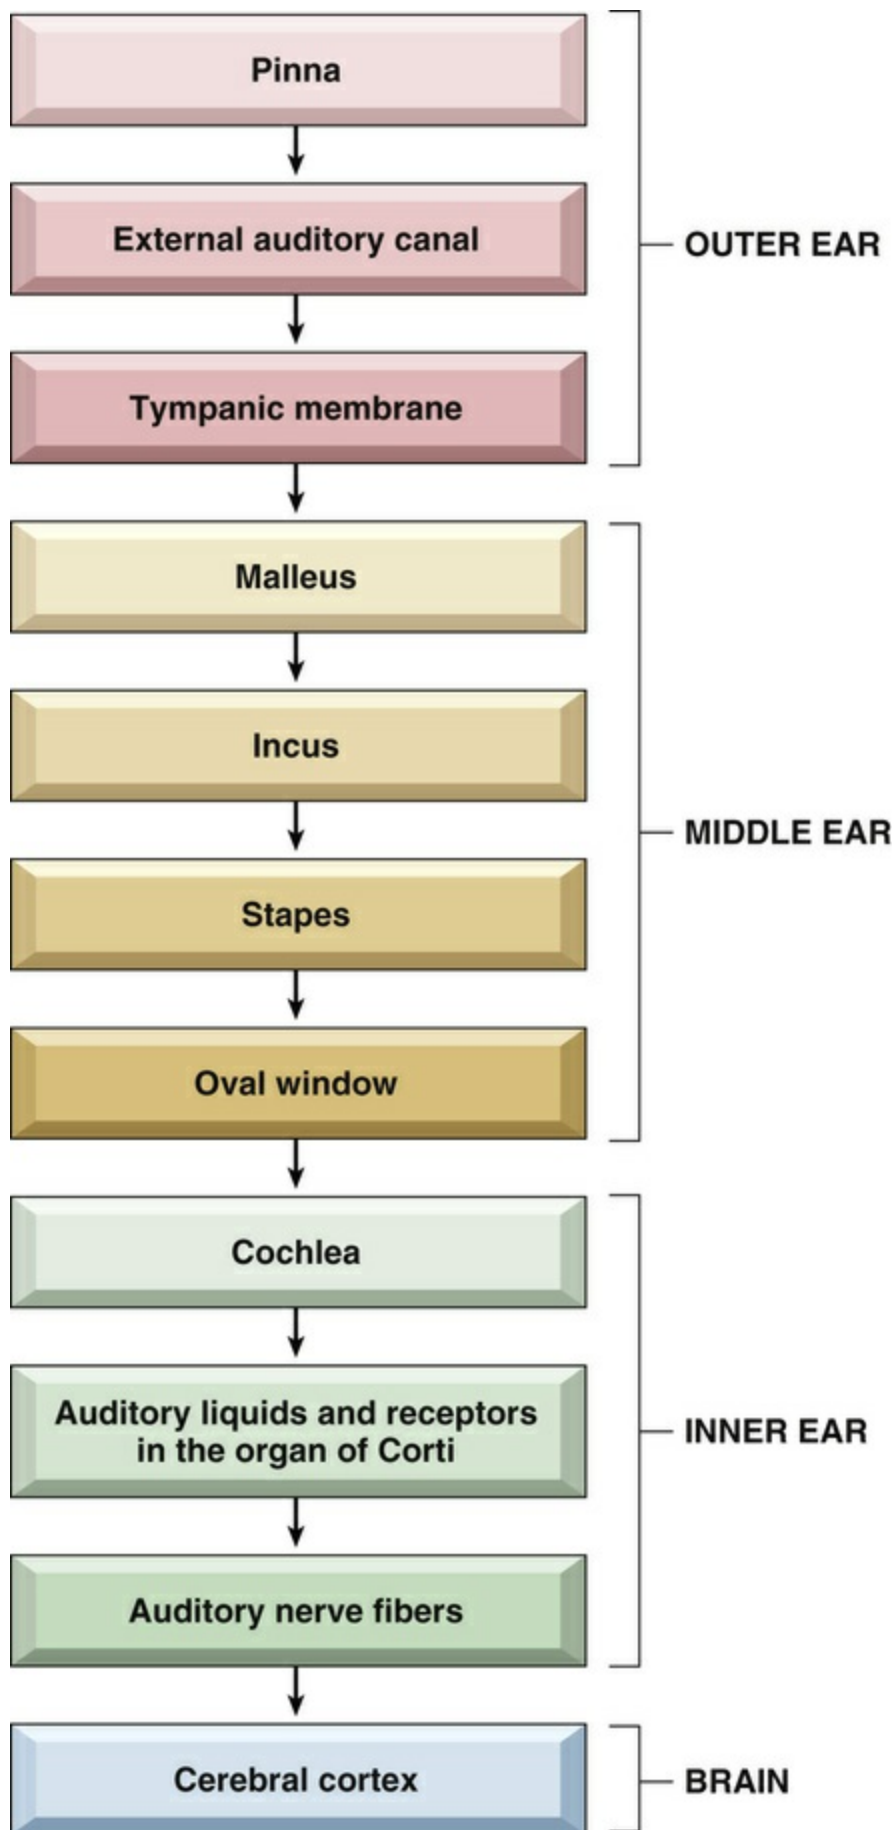 Pinna
External auditory canal
OUTER EAR
Tympanic membrane
Malleus
Incus
MIDDLE EAR
Stapes
Oval window
Cochlea
Auditory liquids and receptors
in the organ of Corti
INNER EAR
Auditory nerve fibers
Cerebral cortex
BRAIN